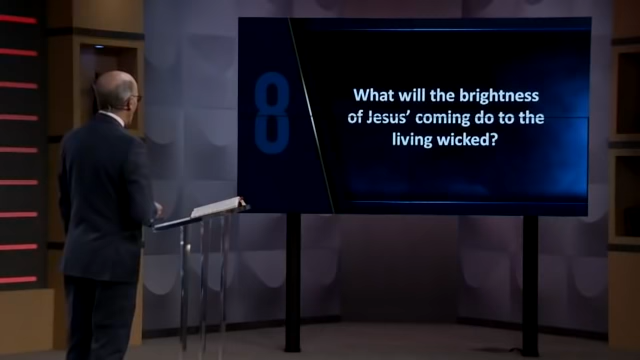 8
What will the brightness
of Jesus’ coming do to the
living wicked?